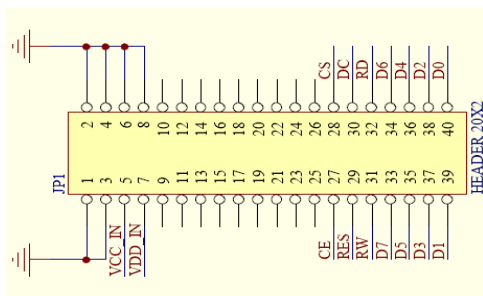 CS DC RD D6 D4 D2 D0
2 4 6 8 10 12 14 16 18 20 22 24 26 28 30 32 34 36 38 40
JP1
HEADER 20X2
1 3 5 7 9 11 13 15 17 19 21 23 25 27 29 31 33 35 37 39
VCC_IN VDD_IN CE RES RW D7 D5 D3 D1